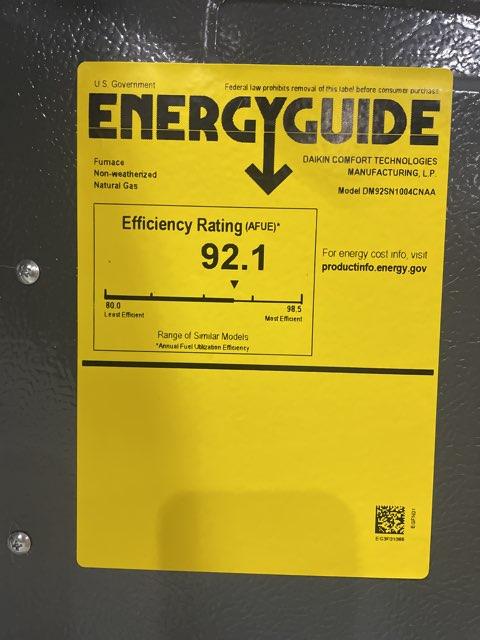 U.S. Government
Federal law prohibits removal of this label before consumer purchase.
ENERGYGUIDE
Furnace
Non-weatherized
Natural Gas
DAIKIN COMFORT TECHNOLOGIES
MANUFACTURING, L.P.
Model DM92SN1004CNAA
Efficiency Rating (AFUE)*
92.1
80.0
Least Efficient
98.5
Most Efficient
Range of Similar Models
*Annual Fuel Utilization Efficiency
For energy cost info, visit
productinfo.energy.gov